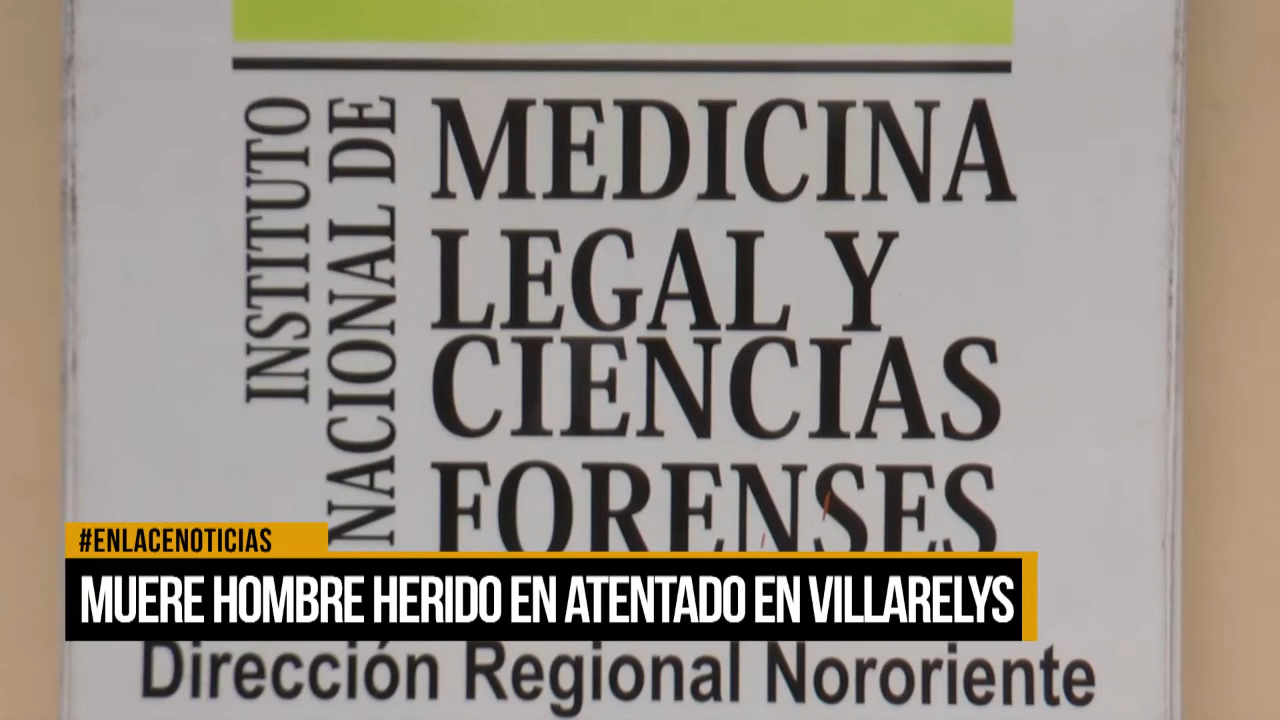 INSTITUTO
NACIONAL DE
MEDICINA
LEGAL Y
CIENCIAS
FORENSES
#ENLACENOTICIAS
MUERE HOMBRE HERIDO EN ATENTADO EN VILLARELYS
Dirección Regional Nororiente